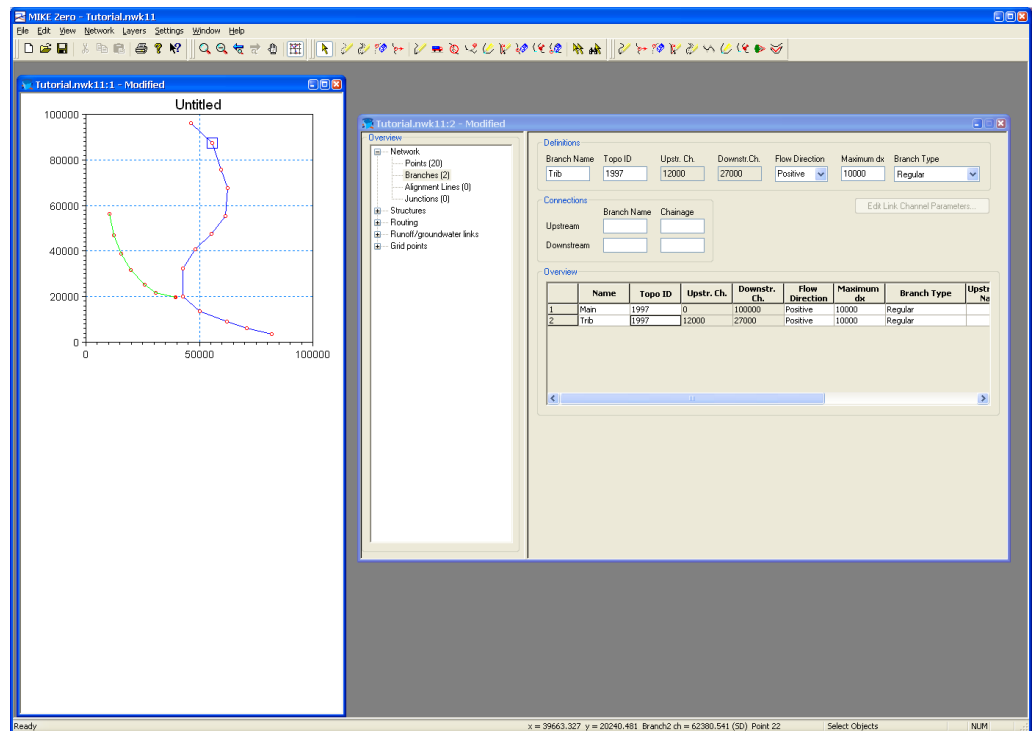 MIKE Zero - Tutorial.nwk11
File Edit View Network Layers Settings Window Help
Tutorial.nwk11:1 - Modified
Untitled
100000
80000
60000
40000
20000
0
0 50000 100000
Tutorial.nwk11:2 - Modified
Overview
Network
Points (20)
Branches (2)
Alignment Lines (0)
Junctions (0)
Structures
Routing
Runoff/groundwater links
Grid points
Definitions
Branch Name Topo ID Upstr. Ch. Downstr.Ch. Flow Direction Maximum dx Branch Type
Trib 1997 12000 27000 Positive 10000 Regular
Connections
Branch Name Chainage
Upstream
Downstream
Edit Link Channel Parameters...
Overview
Name Topo ID Upstr. Ch. Downstr. Ch. Flow Direction Maximum dx Branch Type Upstr Na
1 Main 1997 0 100000 Positive 10000 Regular
2 Trib 1997 12000 27000 Positive 10000 Regular
Ready x = 39663.327 y = 20240.481 Branch2 ch = 62380.541 (SD) Point 22 Select Objects NUM